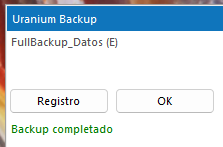 Uranium Backup
FullBackup_Datos (E)
Registro
OK
Backup completado